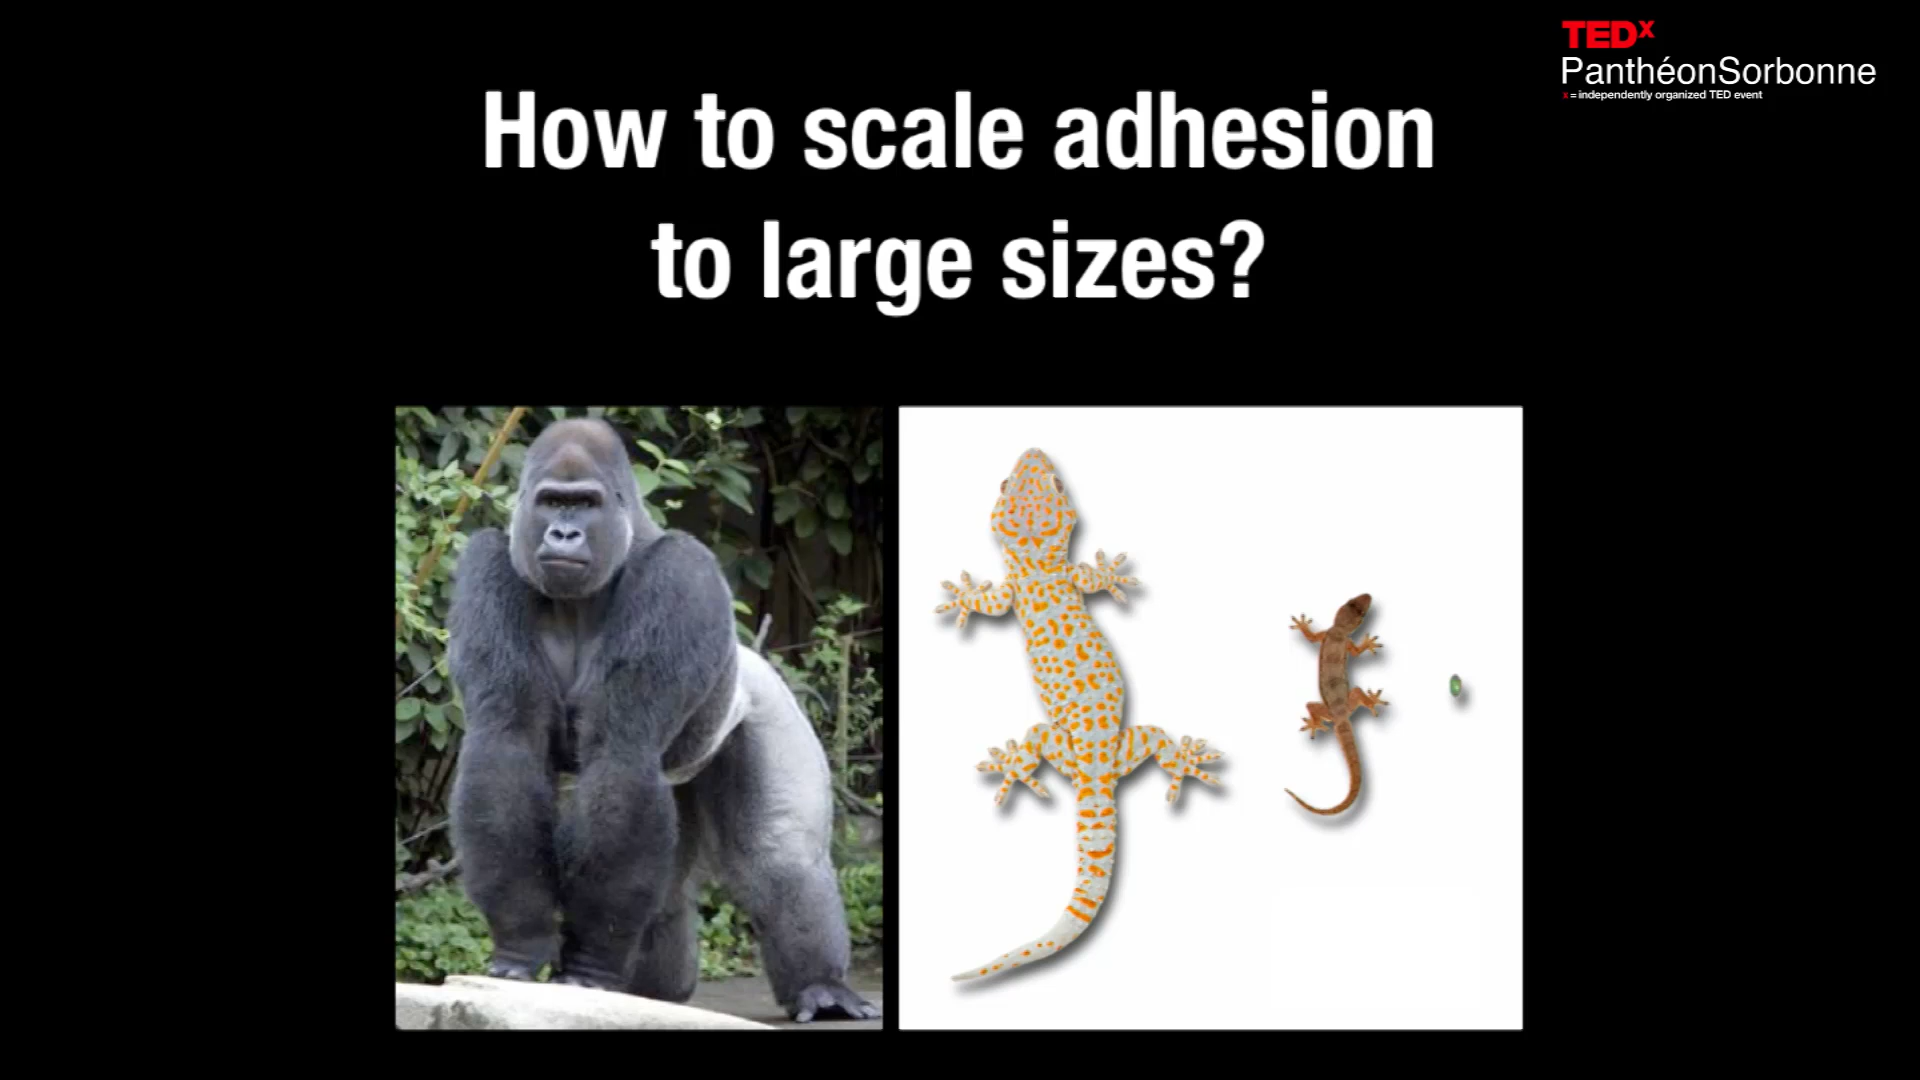 TEDx
PanthéonSorbonne
x = independently organized TED event
How to scale adhesion
to large sizes?